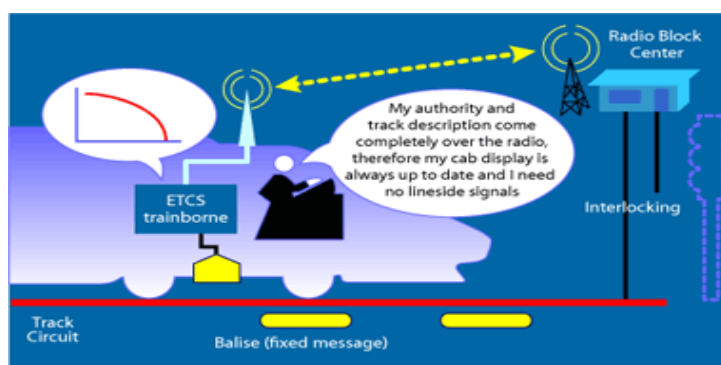 Radio Block
Center
My authority and
track description come
completely over the radio,
therefore my cab display is
always up to date and I need
no lineside signals
ETCS
trainborne
Interlocking
Track
Circuit
Balise (fixed message)